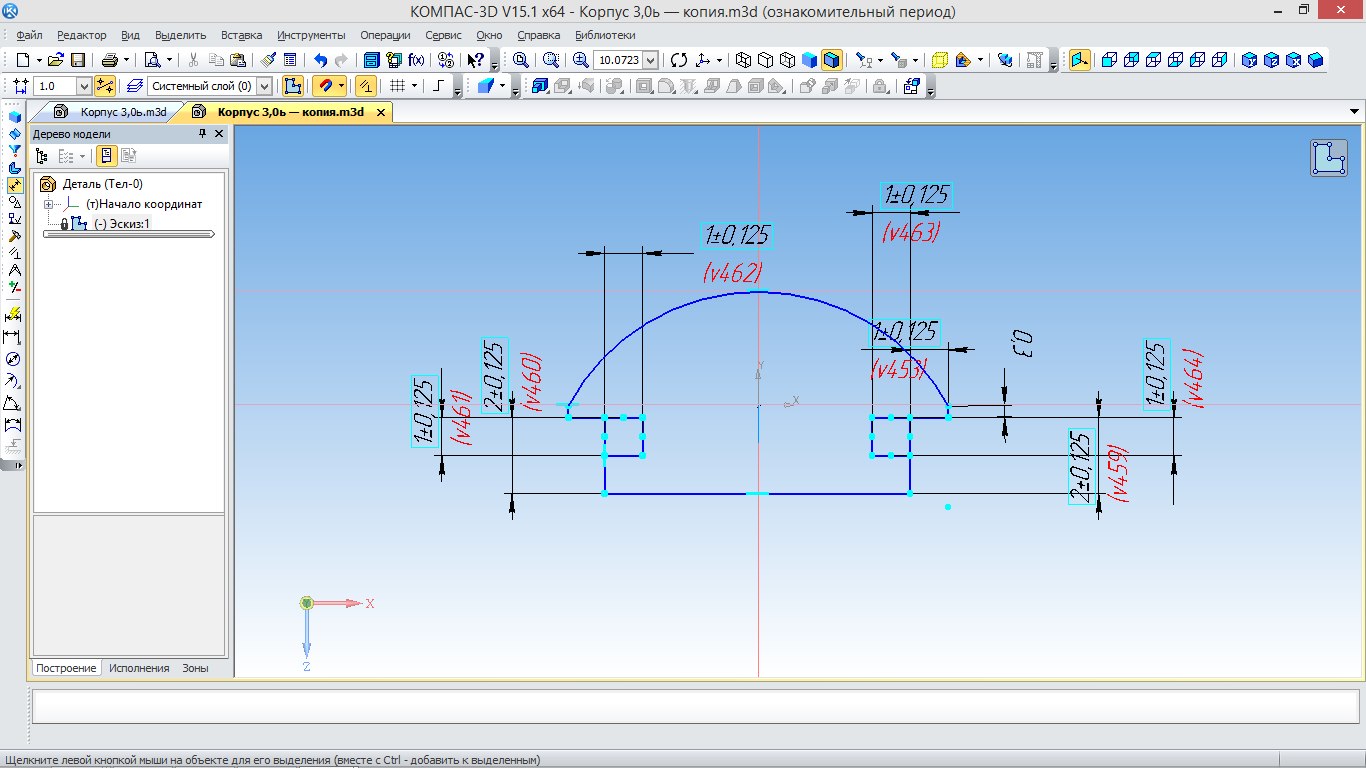 КОМПАС-3D V15.1 x64 - Корпус 3,0ь — копия.m3d (ознакомительный период)
Файл Редактор Вид Выделить Вставка Инструменты Операции Сервис Окно Справка Библиотеки
10.0723
1.0 Системный слой (0)
Корпус 3,0ь.m3d Корпус 3,0ь — копия.m3d
Дерево модели
Деталь (Тел-0)
(т)Начало координат
(-) Эскиз:1
Построение Исполнения Зоны
1±0,125
(v463)
1±0,125
(v462)
1±0,125
(v453)
0,3
1±0,125
(v461)
2±0,125
(v460)
1±0,125
(v464)
2±0,125
(v459)
Y
X
X
Z
Щелкните левой кнопкой мыши на объекте для его выделения (вместе с Ctrl - добавить к выделенным)